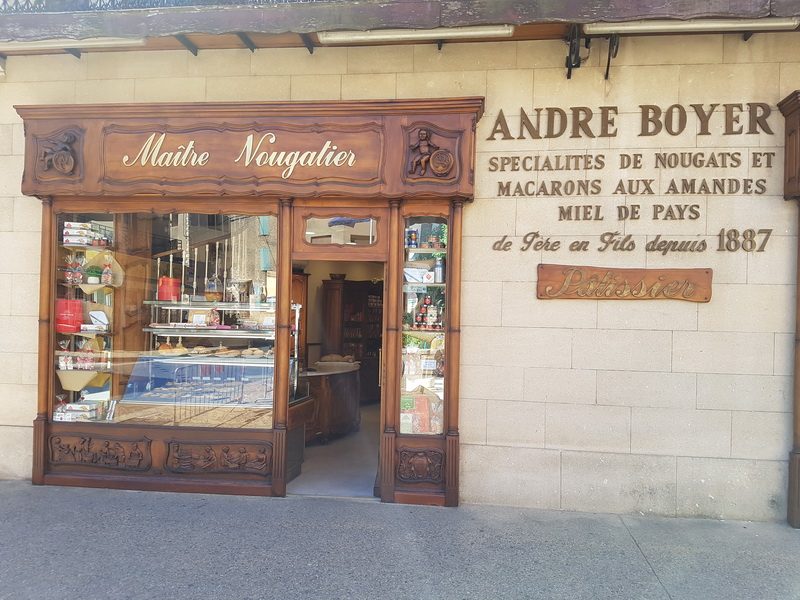 Maître Nougatier
ANDRE BOYER
SPECIALITES DE NOUGATS ET
MACARONS AUX AMANDES
MIEL DE PAYS
de Père en Fils depuis 1887
Pâtissier